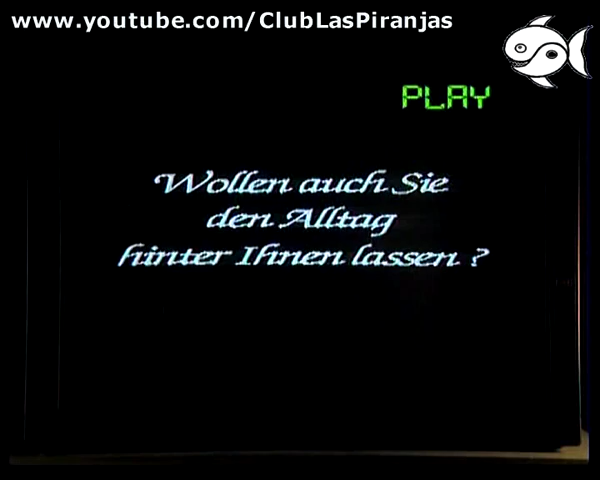 www.youtube.com/ClubLasPiranjas
PLAY
Wollen auch Sie
den Alltag
hinter Ihnen lassen ?